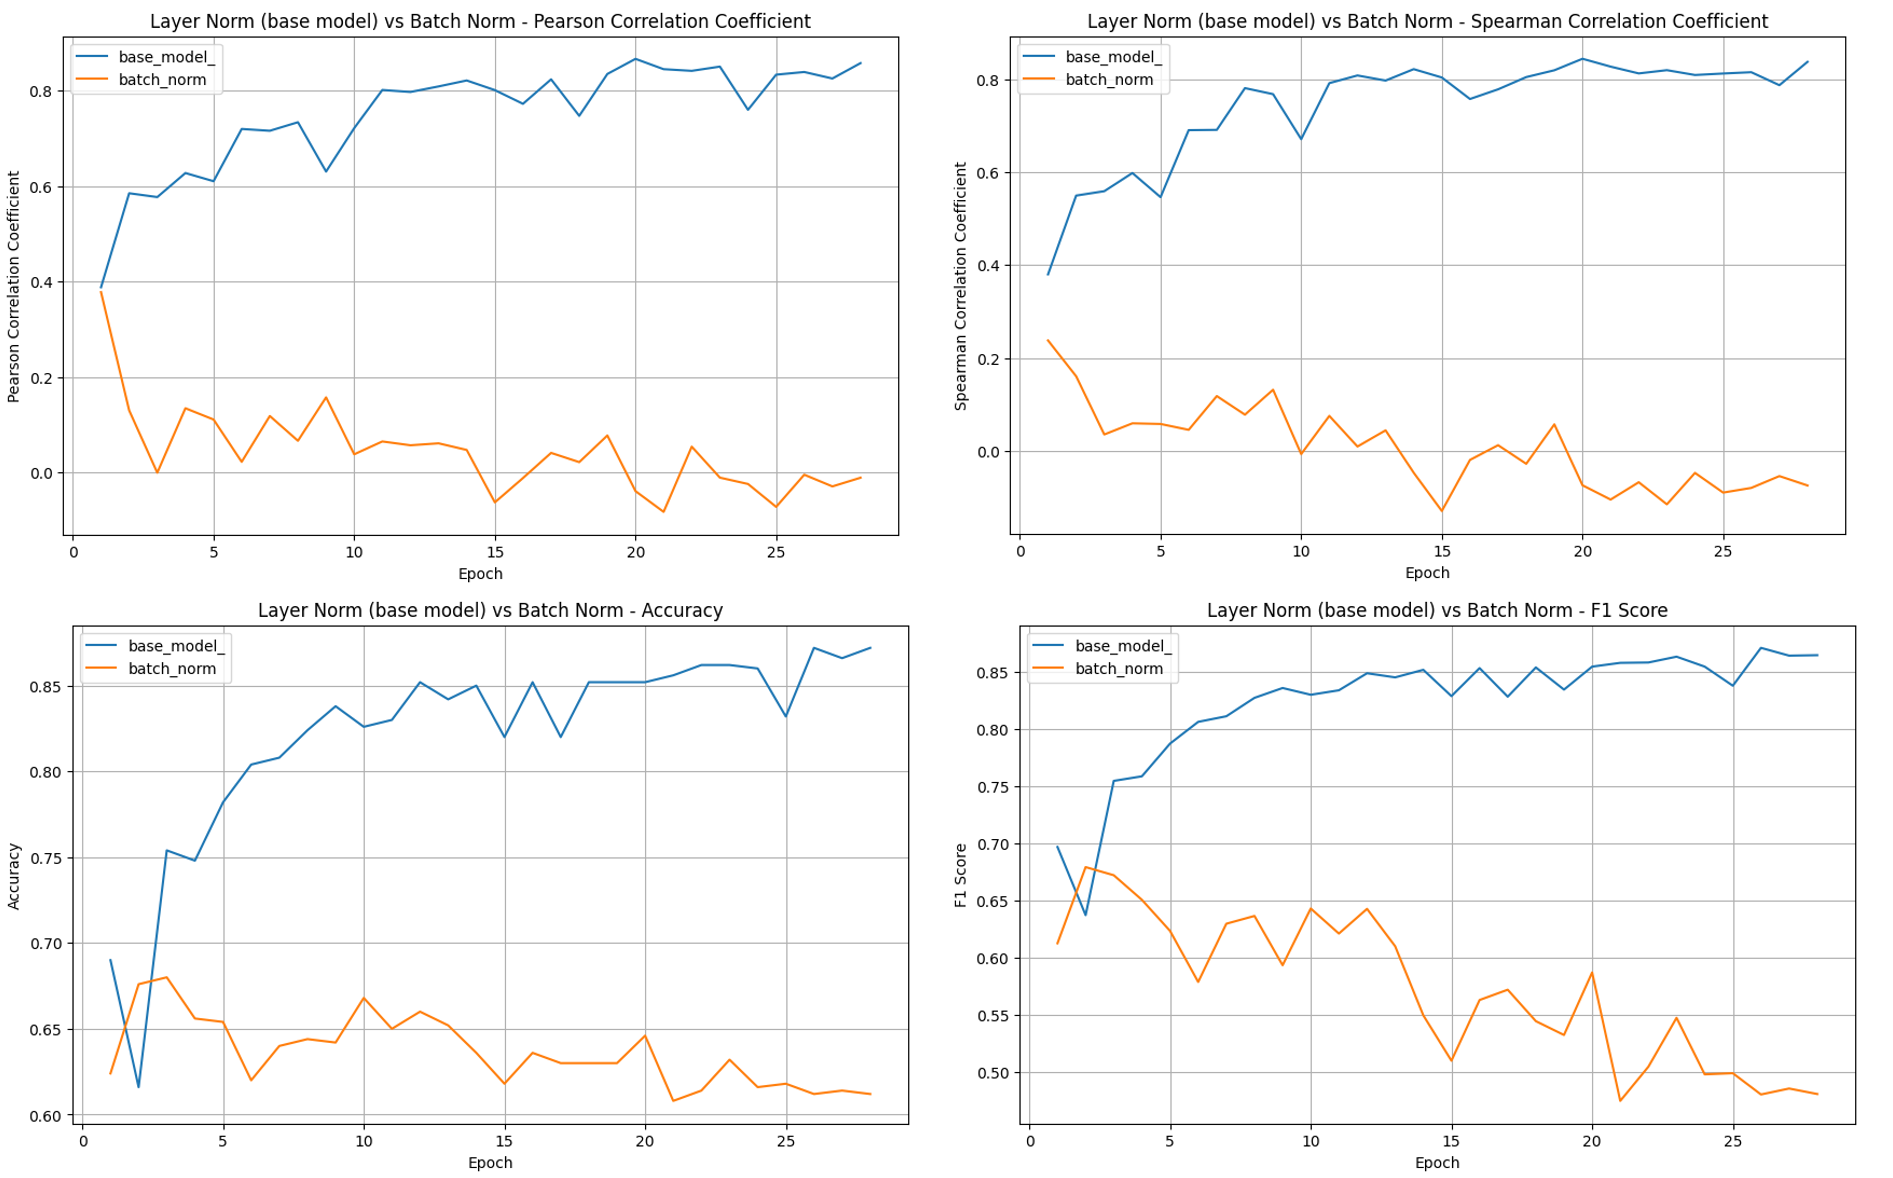 Layer Norm (base model) vs Batch Norm - Pearson Correlation Coefficient
base_model_
batch_norm
Pearson Correlation Coefficient
0.8
0.6
0.4
0.2
0.0
0 5 10 15 20 25
Epoch
Layer Norm (base model) vs Batch Norm - Spearman Correlation Coefficient
base_model_
batch_norm
Spearman Correlation Coefficient
0.8
0.6
0.4
0.2
0.0
0 5 10 15 20 25
Epoch
Layer Norm (base model) vs Batch Norm - Accuracy
base_model_
batch_norm
Accuracy
0.85
0.80
0.75
0.70
0.65
0.60
0 5 10 15 20 25
Epoch
Layer Norm (base model) vs Batch Norm - F1 Score
base_model_
batch_norm
F1 Score
0.85
0.80
0.75
0.70
0.65
0.60
0.55
0.50
0 5 10 15 20 25
Epoch